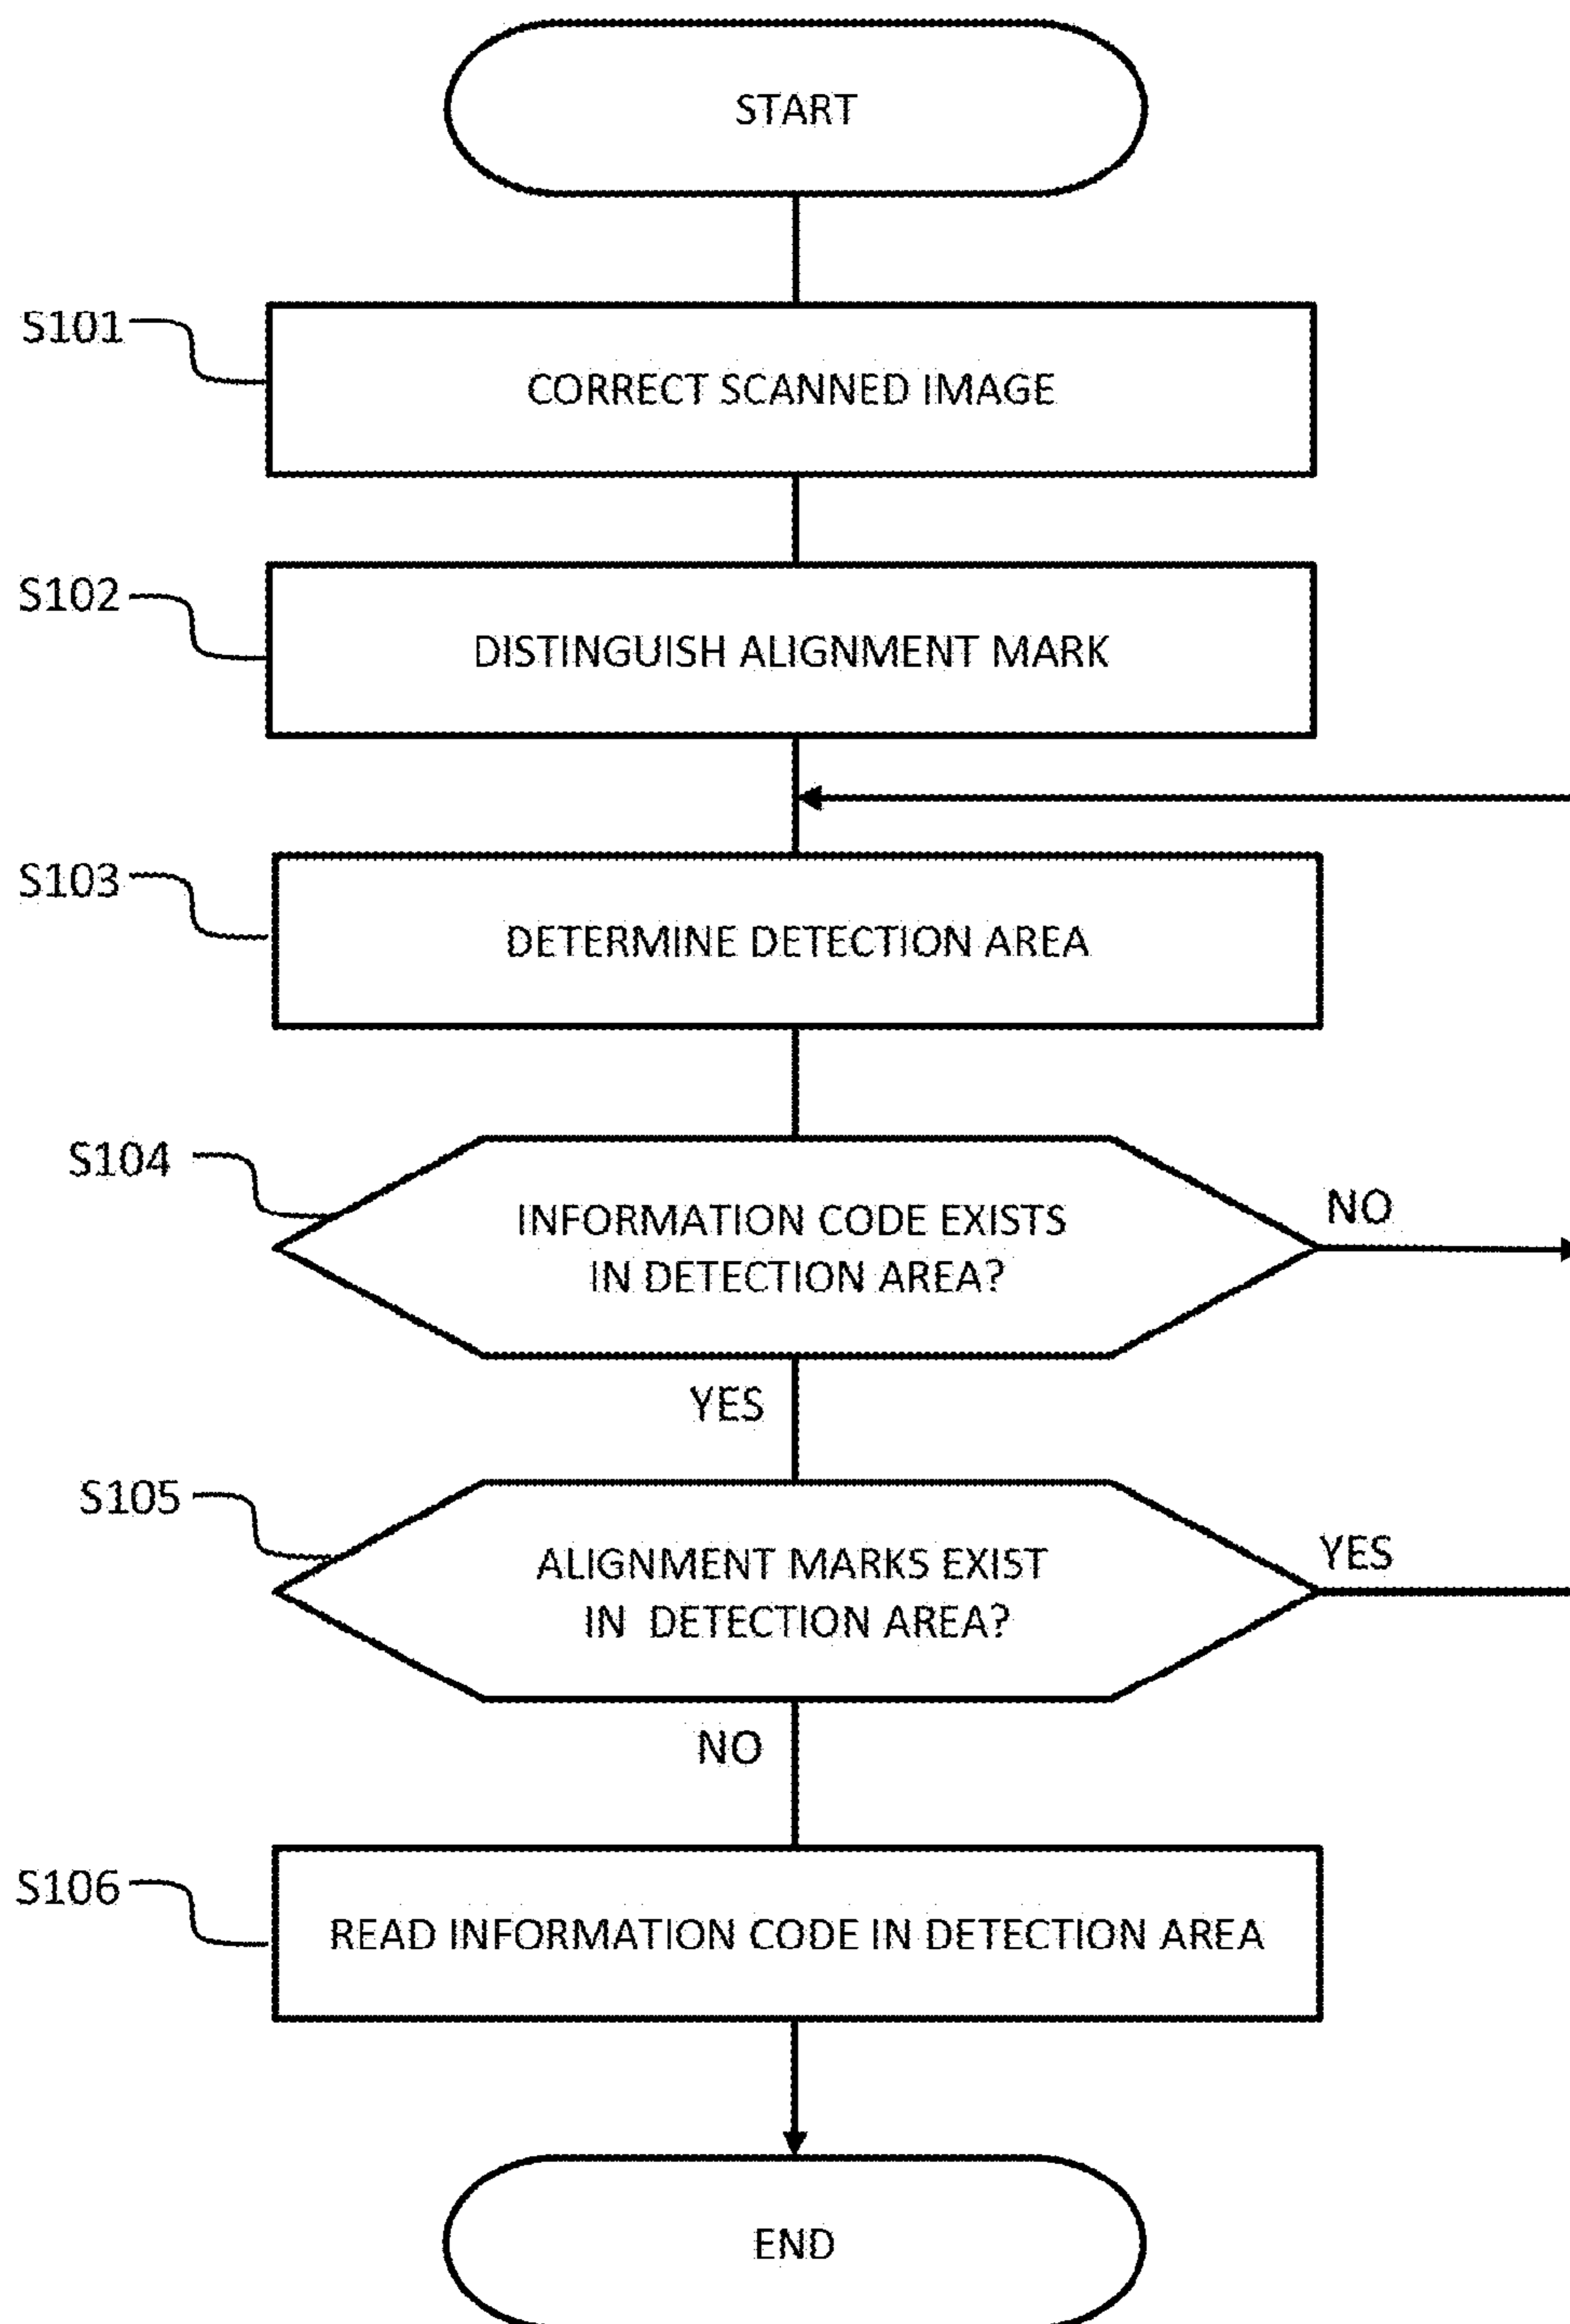 START
S101
CORRECT SCANNED IMAGE
S102
DISTINGUISH ALIGNMENT MARK
S103
DETERMINE DETECTION AREA
S104
INFORMATION CODE EXISTS
IN DETECTION AREA?
NO
YES
S105
ALIGNMENT MARKS EXIST
IN DETECTION AREA?
YES
NO
S106
READ INFORMATION CODE IN DETECTION AREA
END